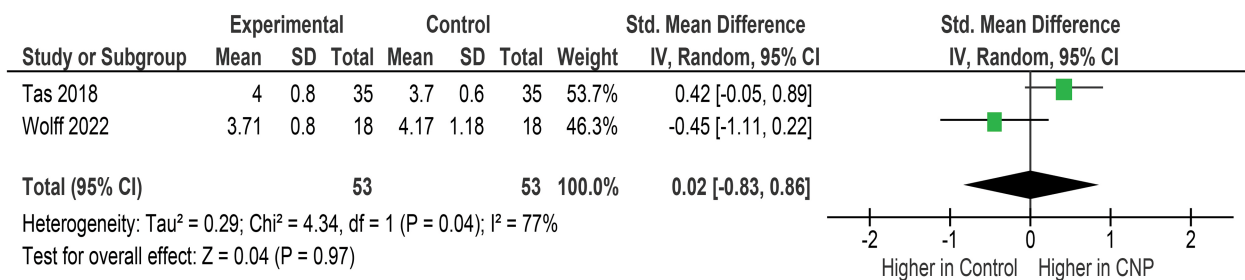 Experimental Control Std. Mean Difference Std. Mean Difference
Study or Subgroup Mean SD Total Mean SD Total Weight IV, Random, 95% CI IV, Random, 95% CI
Tas 2018 4 0.8 35 3.7 0.6 35 53.7% 0.42 [-0.05, 0.89]
Wolff 2022 3.71 0.8 18 4.17 1.18 18 46.3% -0.45 [-1.11, 0.22]
Total (95% CI) 53 53 100.0% 0.02 [-0.83, 0.86]
Heterogeneity: Tau² = 0.29; Chi² = 4.34, df = 1 (P = 0.04); I² = 77%
Test for overall effect: Z = 0.04 (P = 0.97)
-2 -1 0 1 2
Higher in Control Higher in CNP